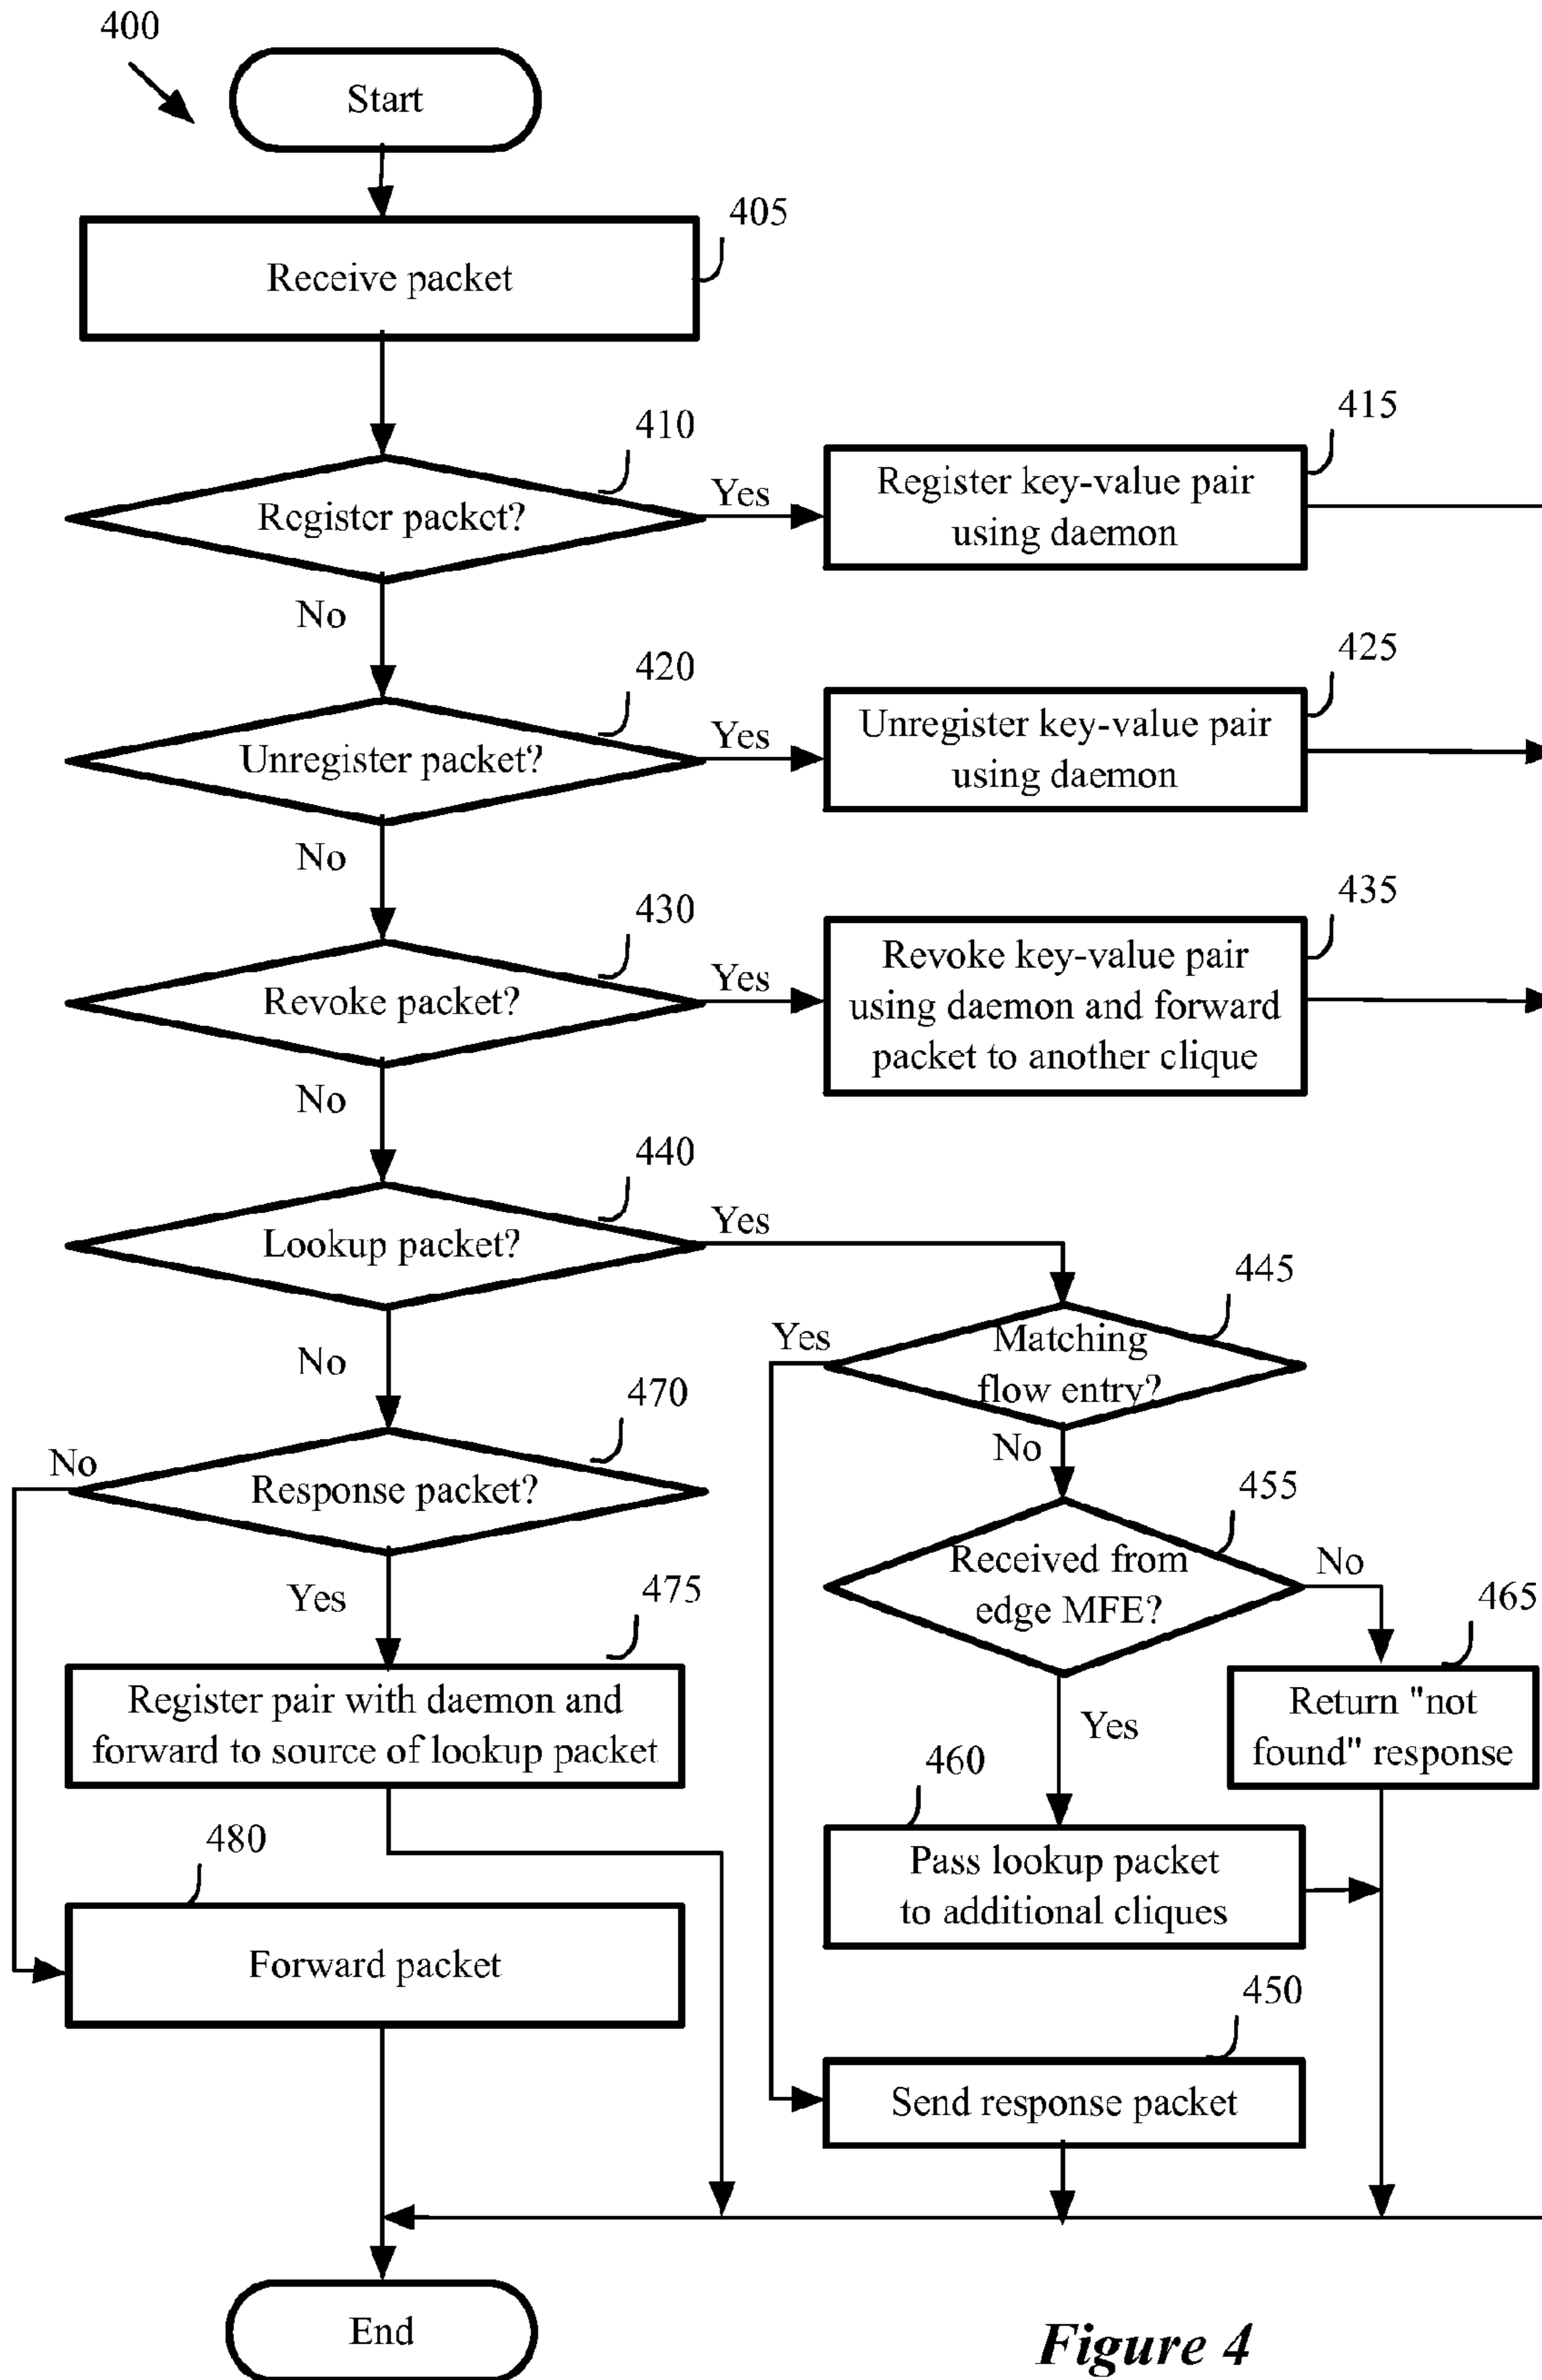 400
Start
405
Receive packet
410
Register packet?
Yes
415
Register key-value pair
using daemon
No
420
Unregister packet?
Yes
425
Unregister key-value pair
using daemon
No
430
Revoke packet?
Yes
435
Revoke key-value pair
using daemon and forward
packet to another clique
No
440
Lookup packet?
Yes
445
Matching
flow entry?
Yes
No
No
470
Response packet?
No
455
Received from
edge MFE?
No
465
Return "not
found" response
Yes
475
Register pair with daemon and
forward to source of lookup packet
Yes
460
Pass lookup packet
to additional cliques
480
Forward packet
450
Send response packet
End
Figure 4